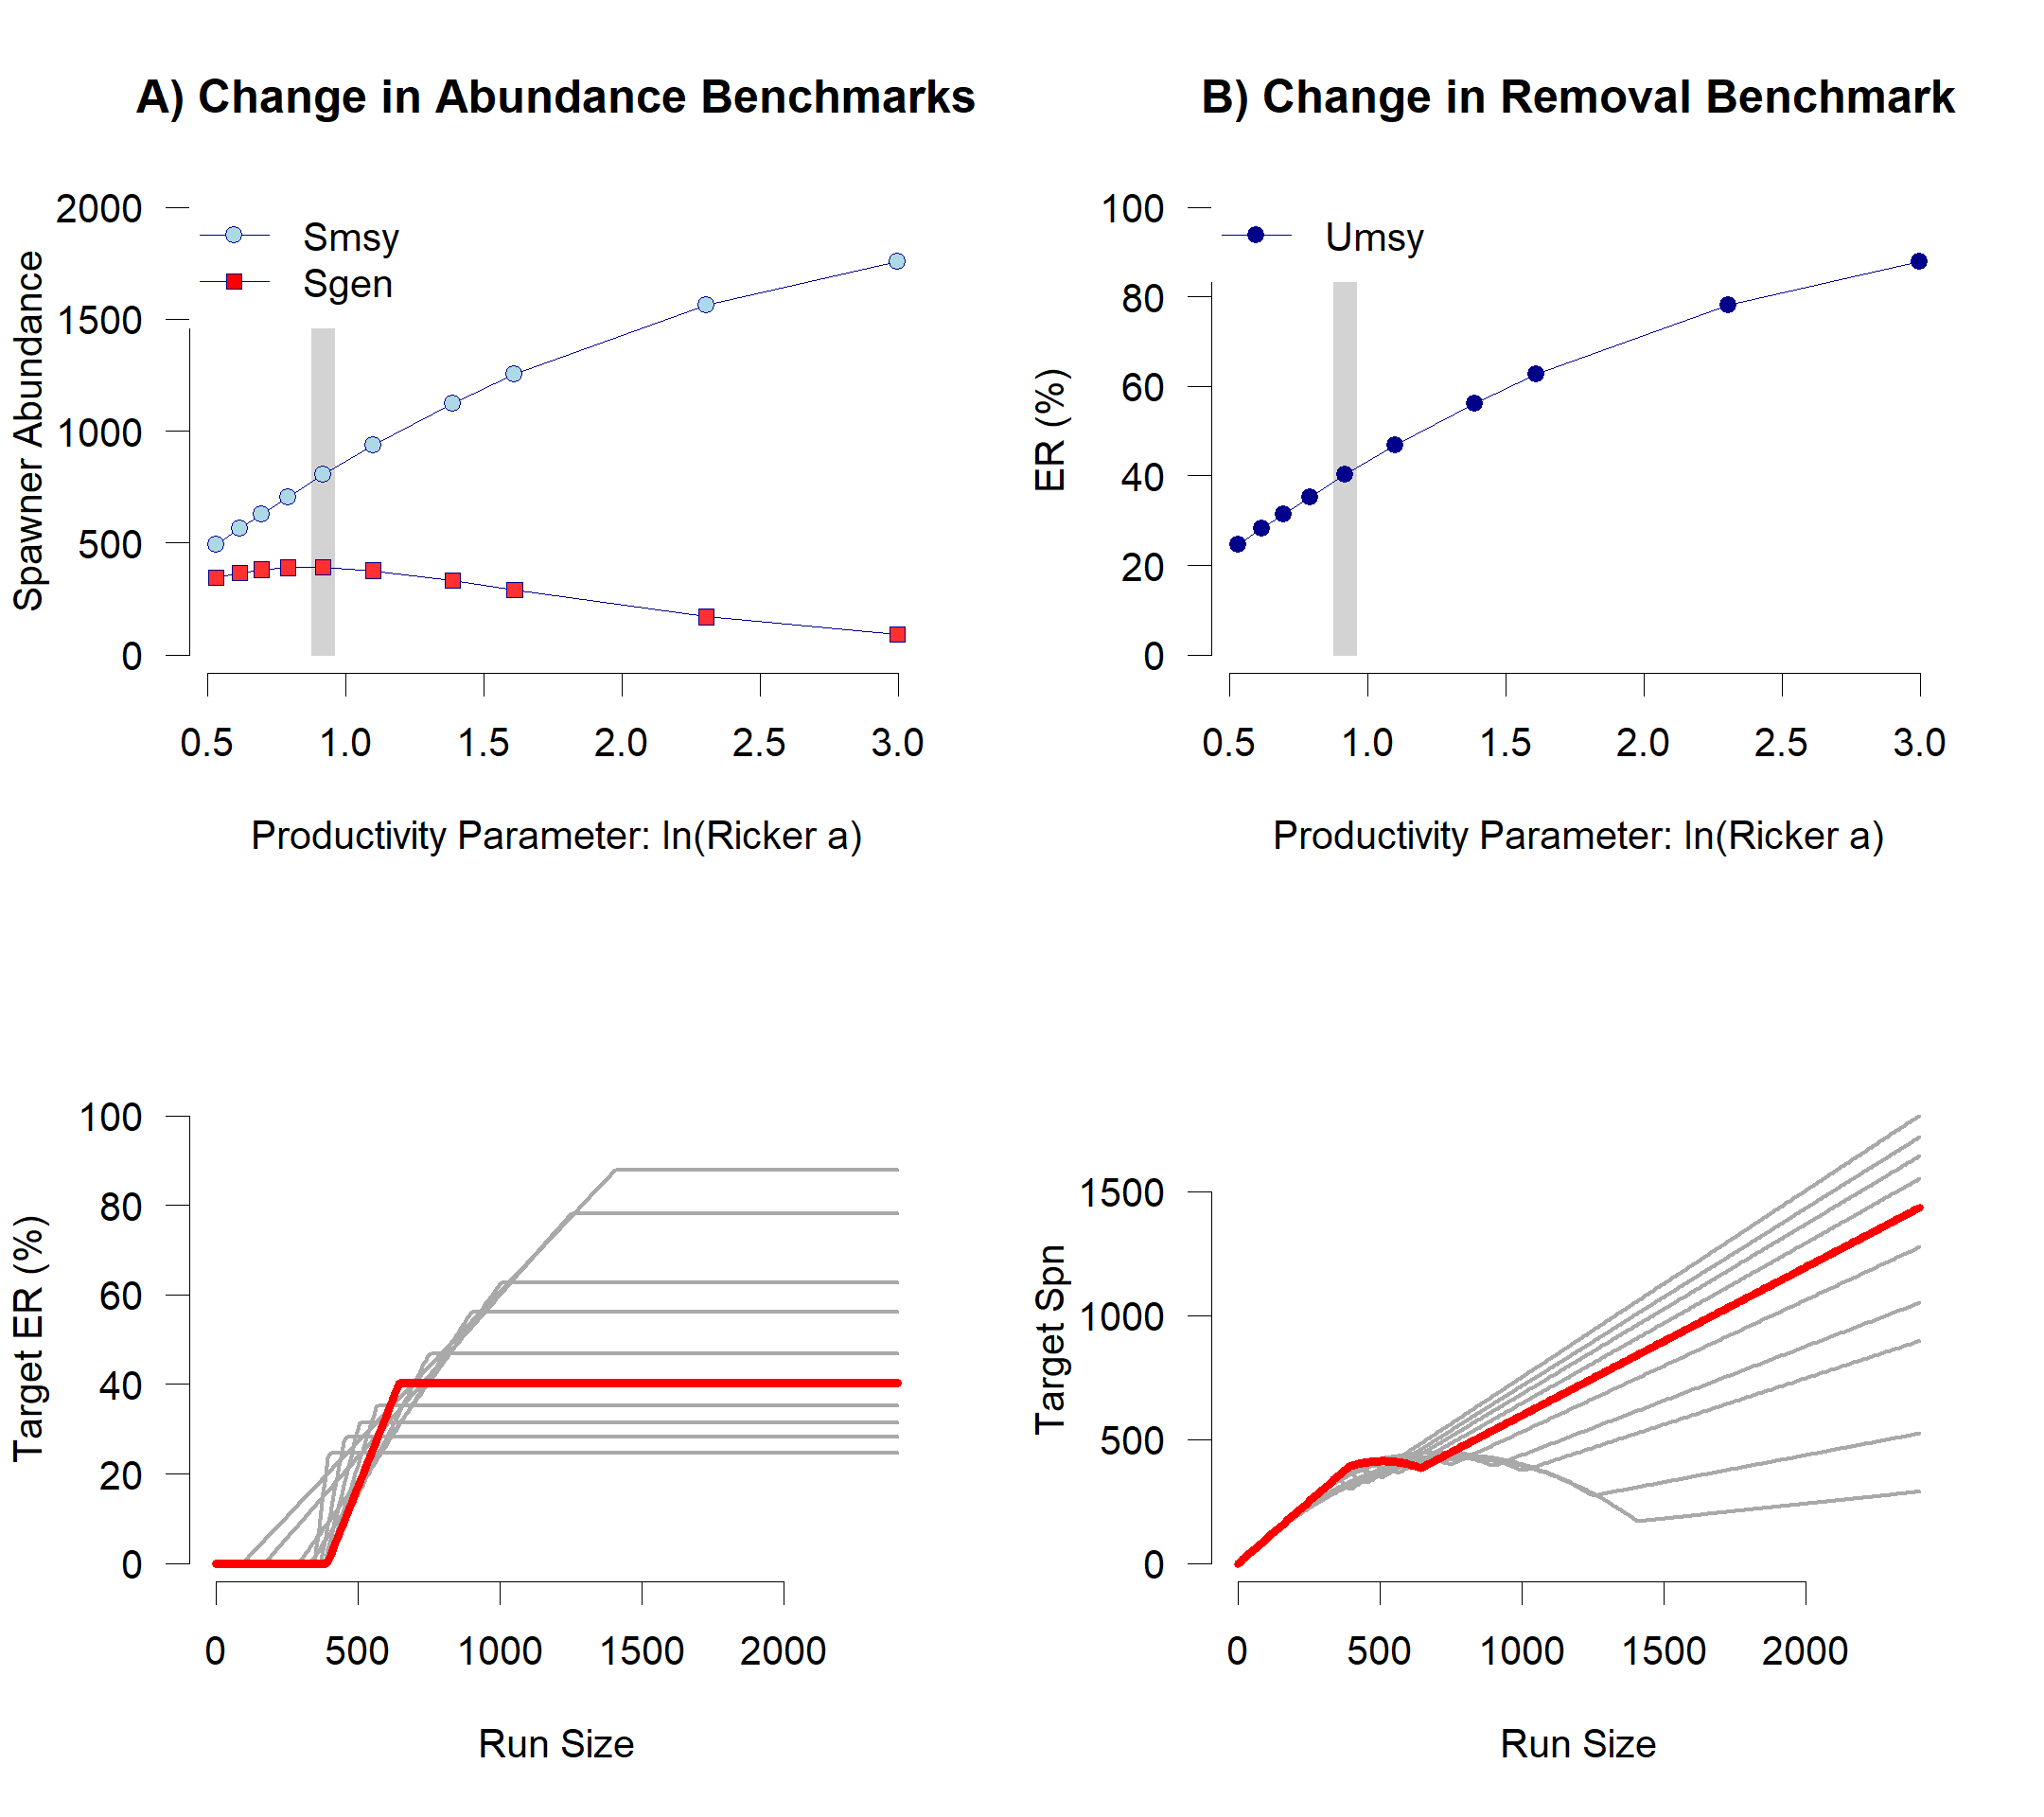 A) Change in Abundance Benchmarks
Spawner Abundance
2000
1500
1000
500
0
Smsy
Sgen
0.5 1.0 1.5 2.0 2.5 3.0
Productivity Parameter: ln(Ricker a)
B) Change in Removal Benchmark
ER (%)
100
80
60
40
20
0
Umsy
0.5 1.0 1.5 2.0 2.5 3.0
Productivity Parameter: ln(Ricker a)
Target ER (%)
100
80
60
40
20
0
0 500 1000 1500 2000
Run Size
Target Spn
1500
1000
500
0
0 500 1000 1500 2000
Run Size